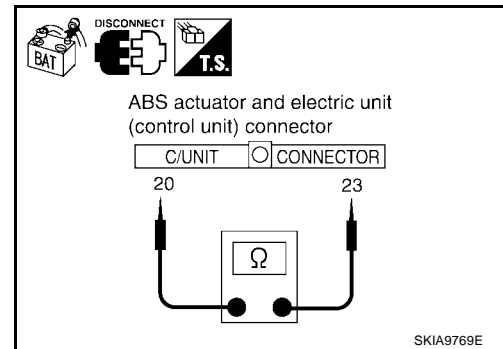 DISCONNECT
BAT
T.S.
ABS actuator and electric unit
(control unit) connector
C/UNIT CONNECTOR
20 23
Ω
SKIA9769E